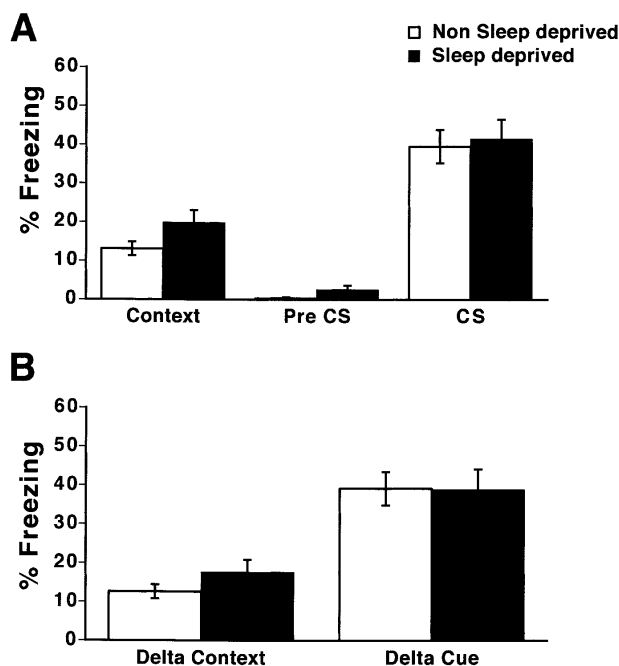 A
Non Sleep deprived
Sleep deprived
% Freezing
60
50
40
30
20
10
0
Context
Pre CS
CS
B
% Freezing
60
50
40
30
20
10
0
Delta Context
Delta Cue